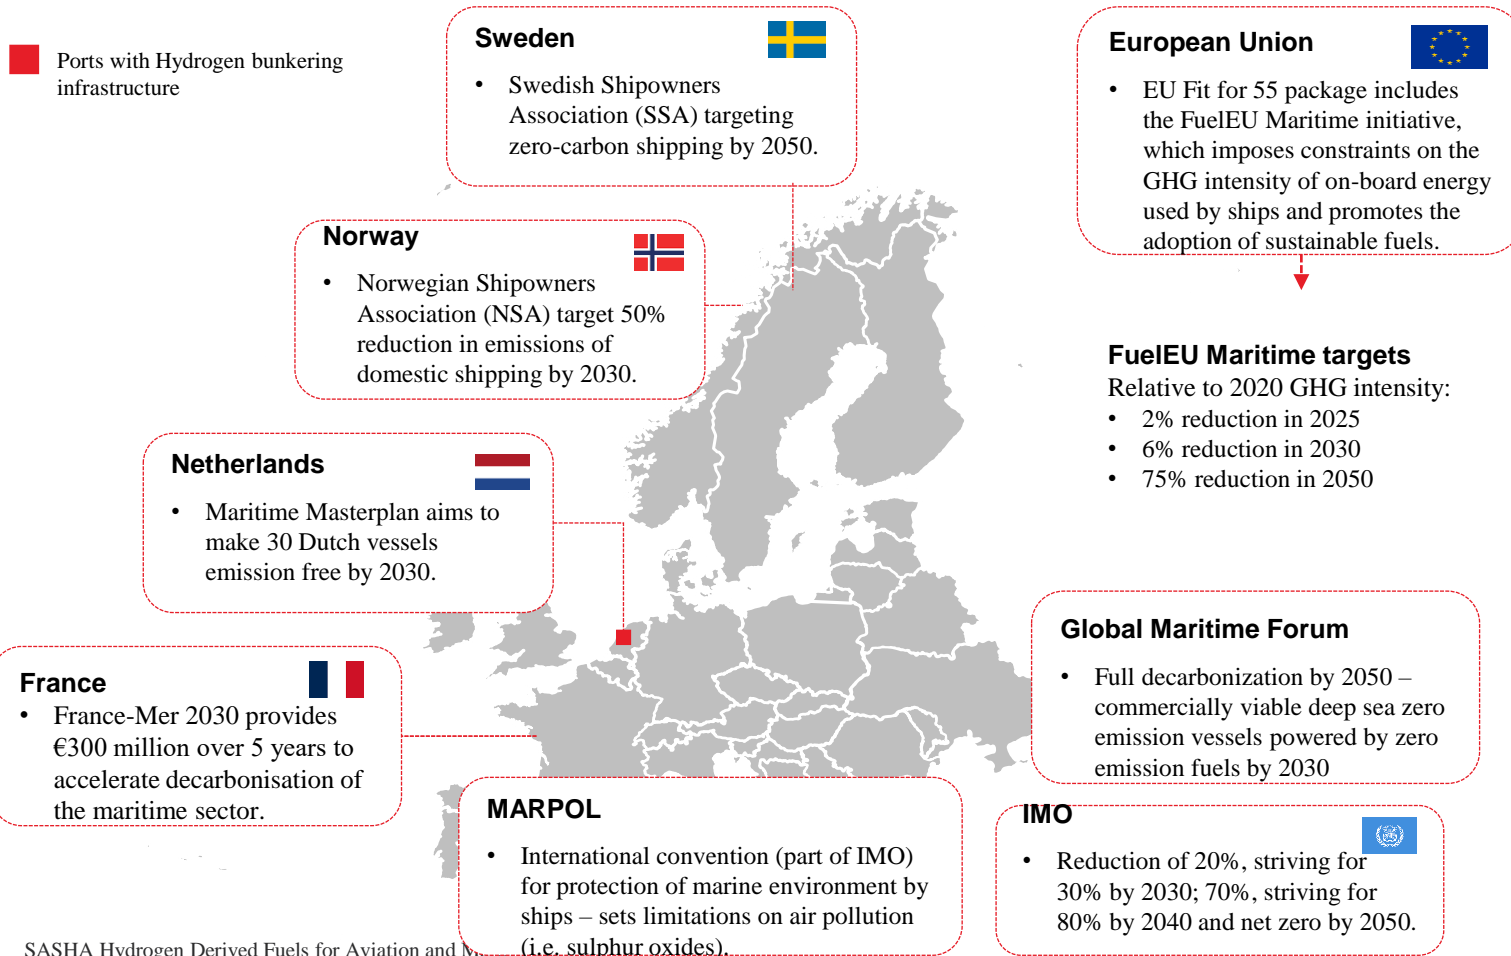 Ports with Hydrogen bunkering
infrastructure
Sweden
• Swedish Shipowners
Association (SSA) targeting
zero-carbon shipping by 2050.
European Union
• EU Fit for 55 package includes
the FuelEU Maritime initiative,
which imposes constraints on the
GHG intensity of on-board energy
used by ships and promotes the
adoption of sustainable fuels.
Norway
• Norwegian Shipowners
Association (NSA) target 50%
reduction in emissions of
domestic shipping by 2030.
FuelEU Maritime targets
Relative to 2020 GHG intensity:
• 2% reduction in 2025
• 6% reduction in 2030
• 75% reduction in 2050
Netherlands
• Maritime Masterplan aims to
make 30 Dutch vessels
emission free by 2030.
Global Maritime Forum
• Full decarbonization by 2050 –
commercially viable deep sea zero
emission vessels powered by zero
emission fuels by 2030
France
• France-Mer 2030 provides
€300 million over 5 years to
accelerate decarbonisation of
the maritime sector.
MARPOL
• International convention (part of IMO)
for protection of marine environment by
ships – sets limitations on air pollution
(i.e. sulphur oxides).
IMO
• Reduction of 20%, striving for
30% by 2030; 70%, striving for
80% by 2040 and net zero by 2050.
SASHA Hydrogen Derived Fuels for Aviation and